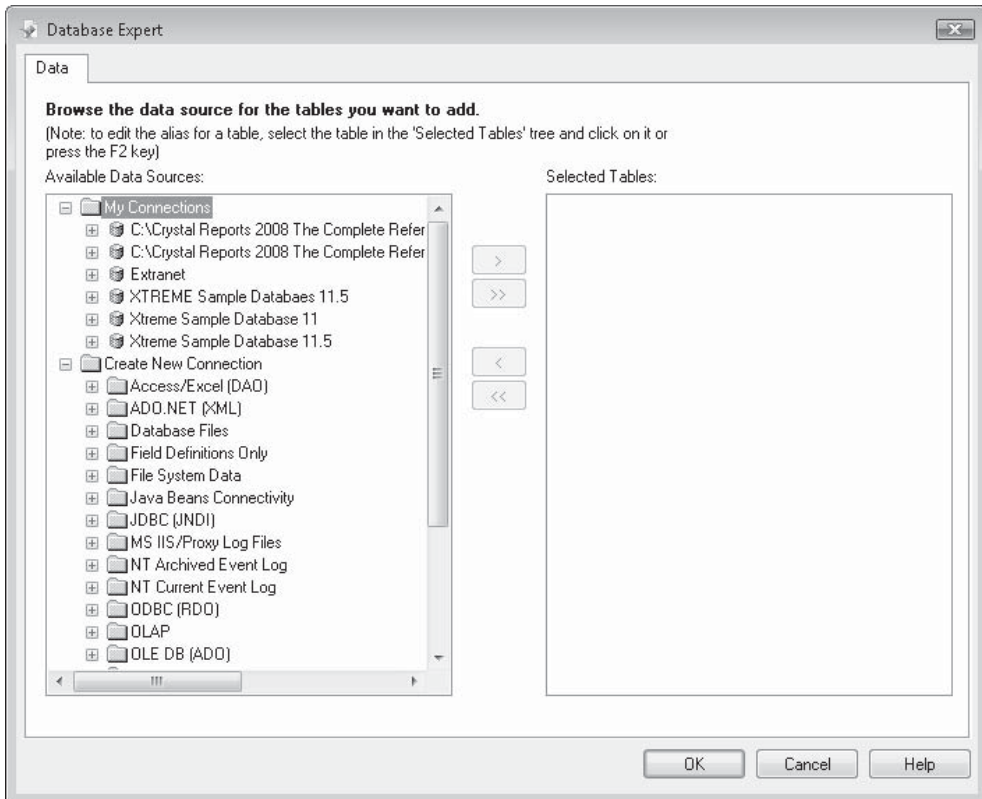 Database Expert
Data
Browse the data source for the tables you want to add.
(Note: to edit the alias for a table, select the table in the 'Selected Tables' tree and click on it or
press the F2 key)
Available Data Sources:
My Connections
C:\Crystal Reports 2008 The Complete Refer
C:\Crystal Reports 2008 The Complete Refer
Extranet
XTREME Sample Databaes 11.5
Xtreme Sample Database 11
Xtreme Sample Database 11.5
Create New Connection
Access/Excel (DAO)
ADO.NET (XML)
Database Files
Field Definitions Only
File System Data
Java Beans Connectivity
JDBC (JNDI)
MS IIS/Proxy Log Files
NT Archived Event Log
NT Current Event Log
ODBC (RDO)
OLAP
OLE DB (ADO)
>
>>
<
<<
Selected Tables:
OK Cancel Help